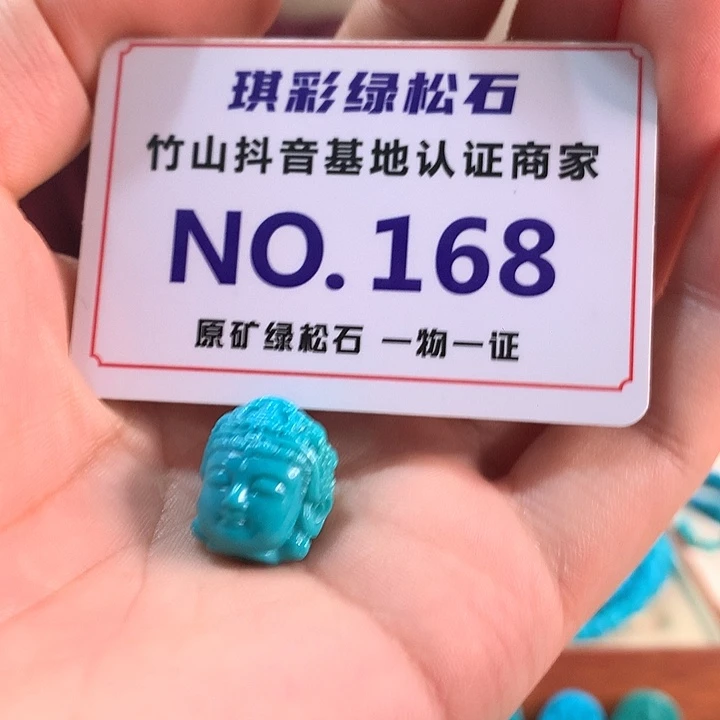 琪彩绿松石
竹山抖音基地认证商家
NO.168
原矿绿松石 一物一证